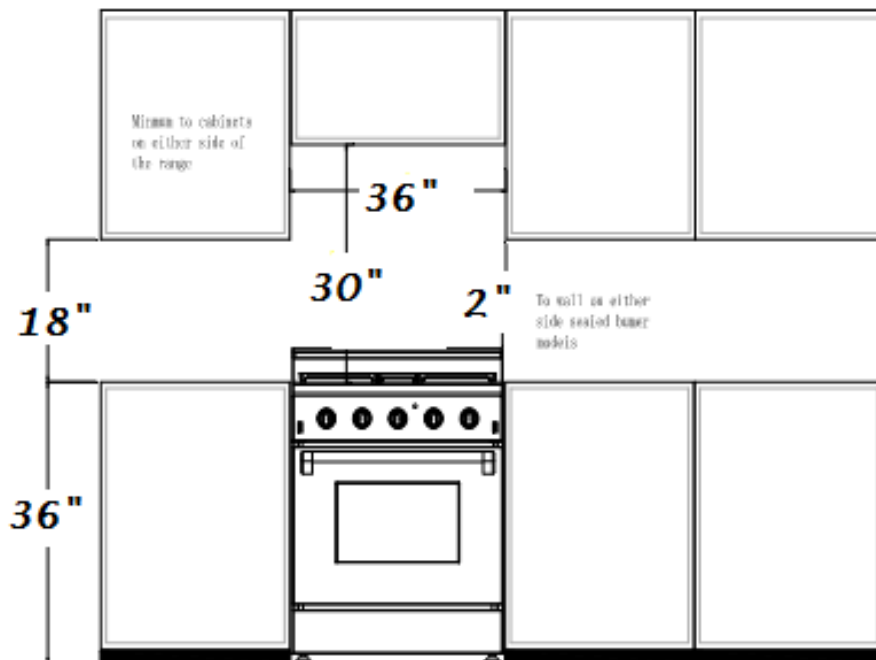 Minmum to cabinets
on either side of
the range
36"
30"
2"
To wall on either
side sealed bumer
models
18"
36"